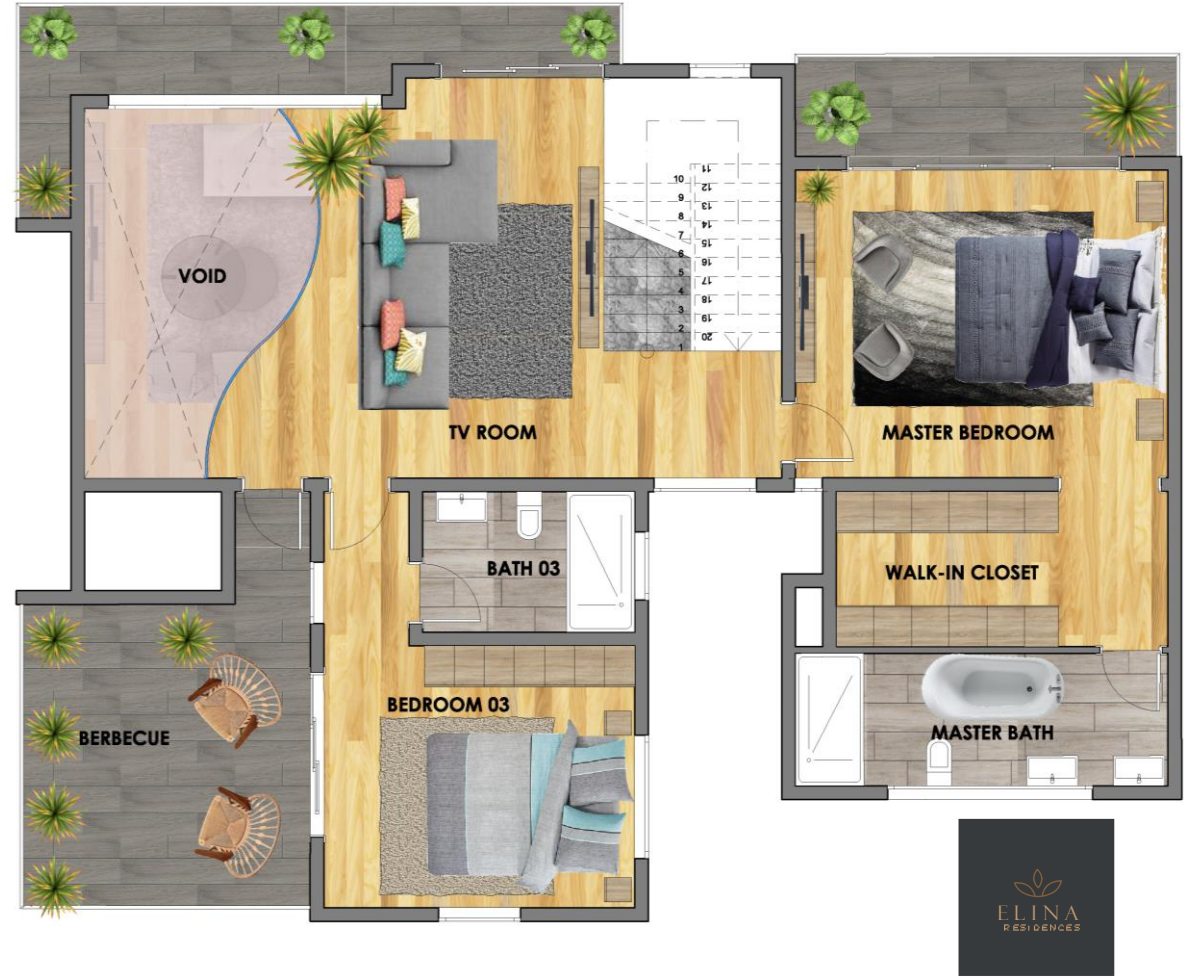 VOID
TV ROOM
10
9
8
7
6
5
4
3
2
1
11
12
13
14
15
16
17
18
19
20
MASTER BEDROOM
BATH 03
WALK-IN CLOSET
BEDROOM 03
BERBECUE
MASTER BATH
ELINA
RESIDENCES